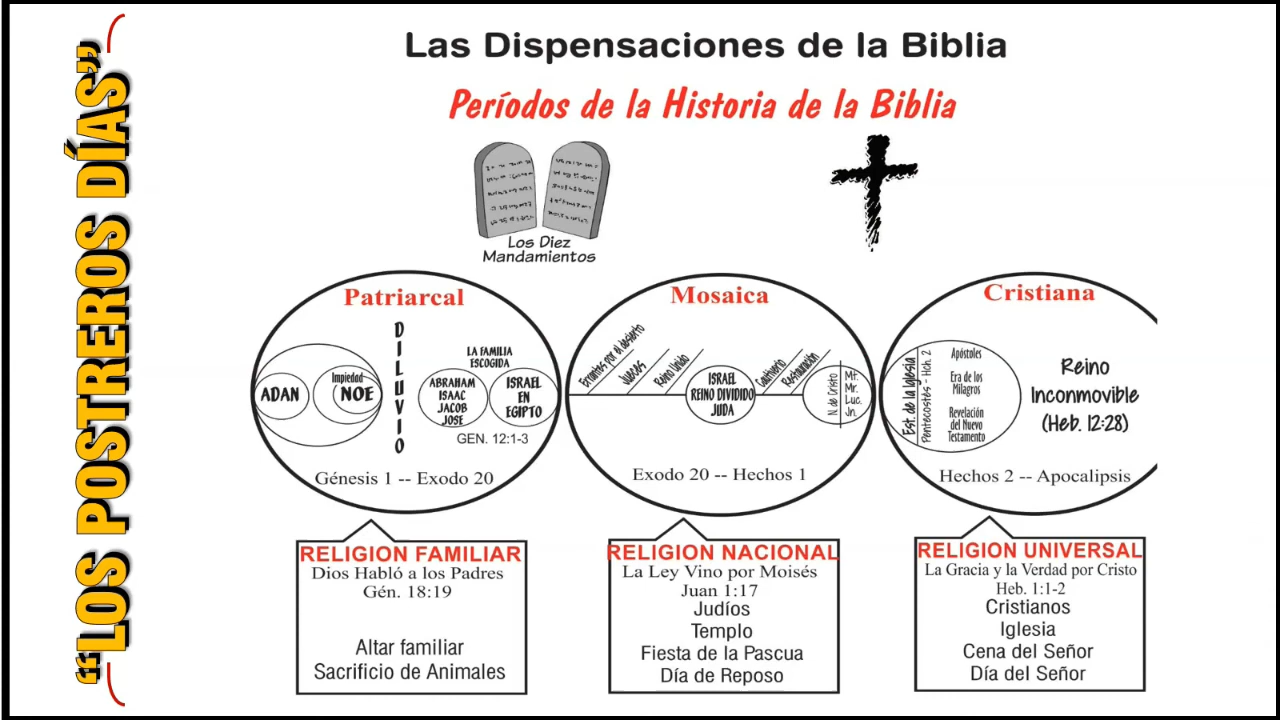 “LOS POSTREROS DÍAS”
Las Dispensaciones de la Biblia
Períodos de la Historia de la Biblia
Los Diez
Mandamientos
Patriarcal
ADAN
Impiedad
NOE
DILUVIO
LA FAMILIA
ESCOGIDA
ABRAHAM
ISAAC
JACOB
JOSE
ISRAEL
EN
EGIPTO
GEN. 12:1-3
Génesis 1 -- Exodo 20
Mosaica
Errantes por el desierto
Jueces
Reino Unido
ISRAEL
REINO DIVIDIDO
JUDA
Cautiverio
Restauración
N. de Cristo
Mt.
Mr.
Luc.
Jn.
Exodo 20 -- Hechos 1
Cristiana
Est. de la Iglesia
Pentecostés - Hch. 2
Apóstoles
Era de los
Milagros
Revelación
del Nuevo
Testamento
Reino
Inconmovible
(Heb. 12:28)
Hechos 2 -- Apocalipsis
RELIGION FAMILIAR
Dios Habló a los Padres
Gén. 18:19
Altar familiar
Sacrificio de Animales
RELIGION NACIONAL
La Ley Vino por Moisés
Juan 1:17
Judíos
Templo
Fiesta de la Pascua
Día de Reposo
RELIGION UNIVERSAL
La Gracia y la Verdad por Cristo
Heb. 1:1-2
Cristianos
Iglesia
Cena del Señor
Día del Señor